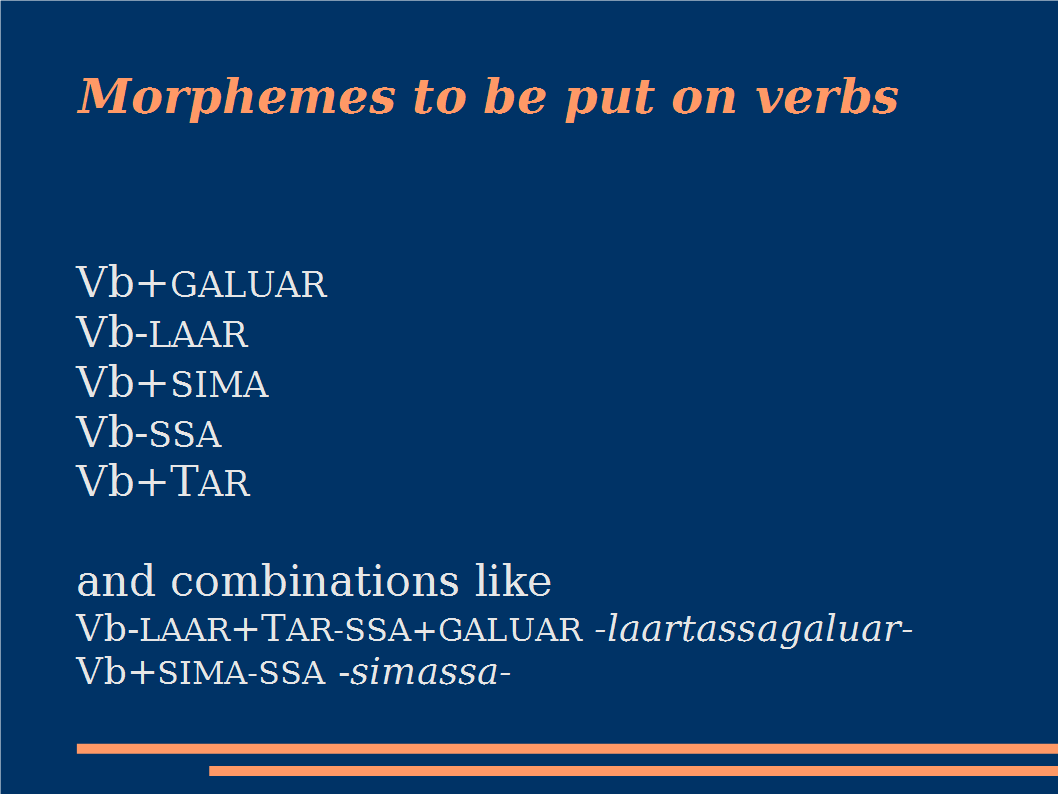 Morphemes to be put on verbs
Vb+GALUAR
Vb-LAAR
Vb+SIMA
Vb-SSA
Vb+TAR
and combinations like
Vb-LAAR+TAR-SSA+GALUAR -laartassagaluar-
Vb+SIMA-SSA -simassa-